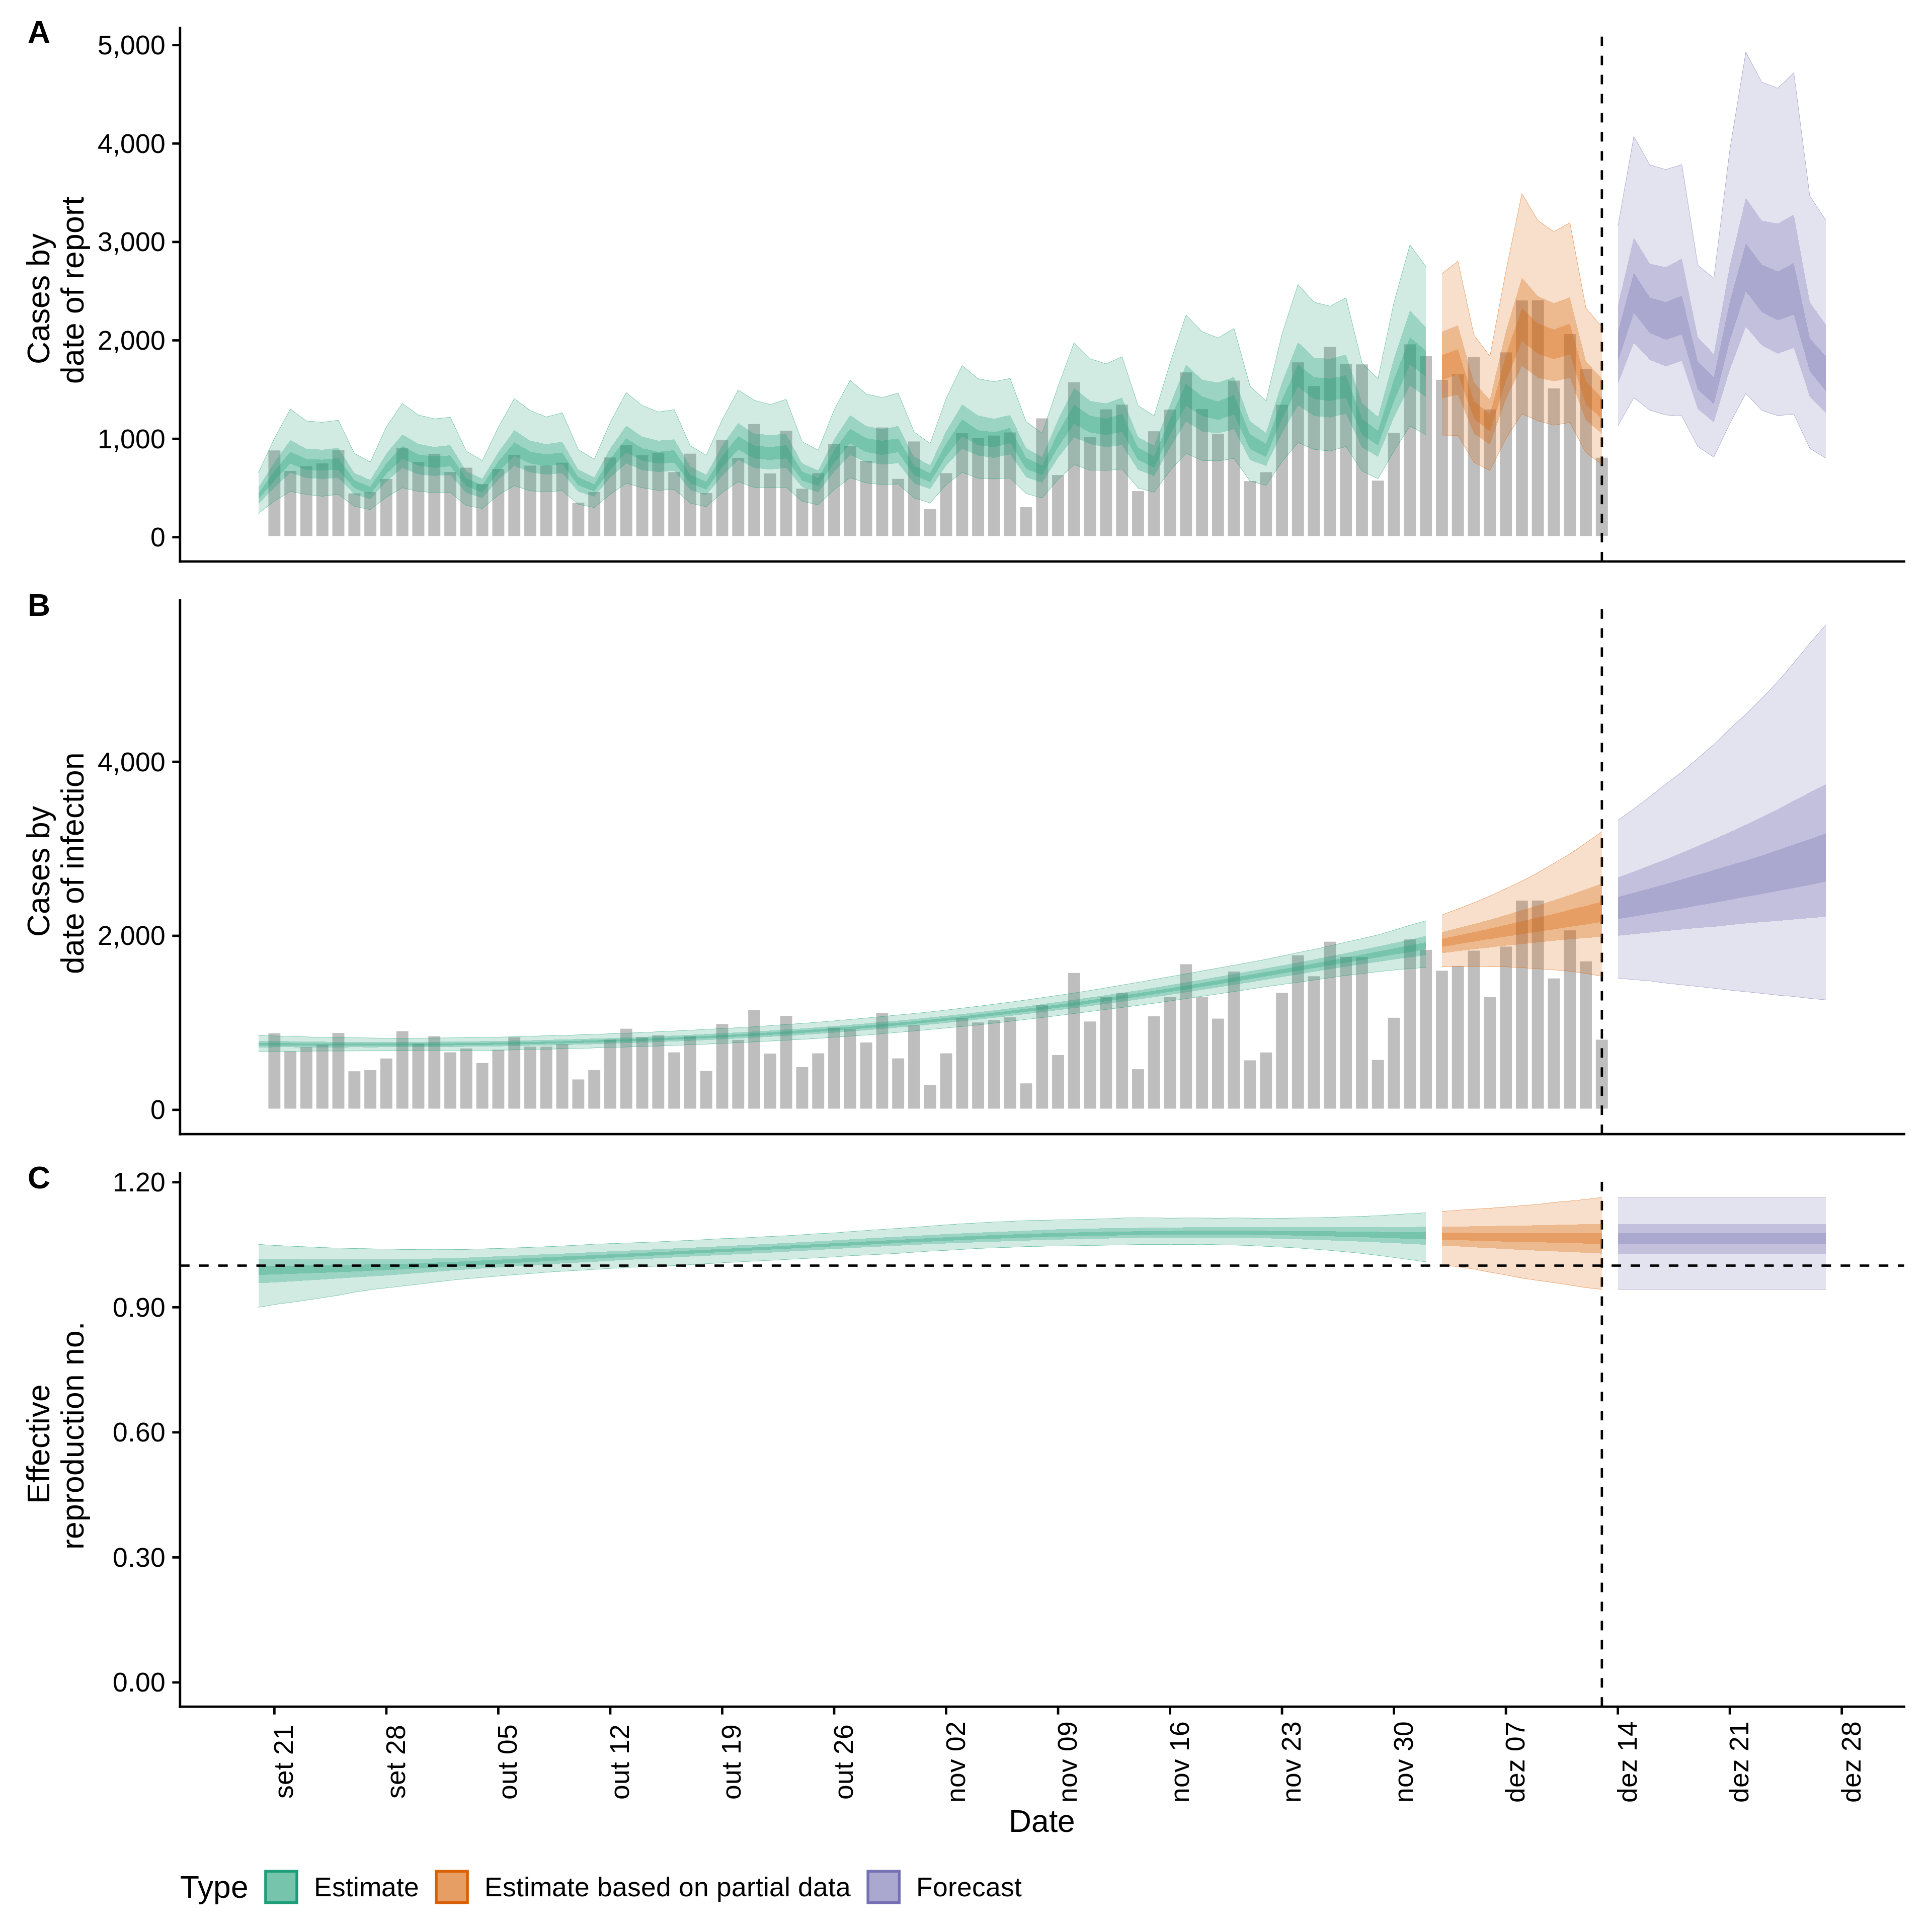 A
5,000
4,000
3,000
2,000
1,000
0
Cases by
date of report
B
4,000
2,000
0
Cases by
date of infection
C
1.20
0.90
0.60
0.30
0.00
Effective
reproduction no.
set 21
set 28
out 05
out 12
out 19
out 26
nov 02
nov 09
nov 16
nov 23
nov 30
dez 07
dez 14
dez 21
dez 28
Date
Type Estimate Estimate based on partial data Forecast